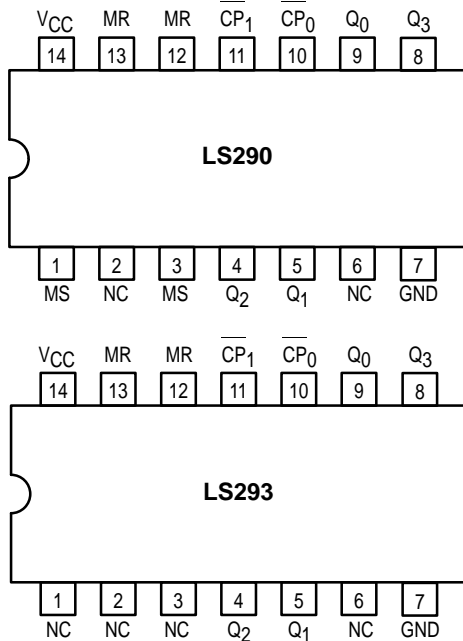 VCC MR MR CP1 CP0 Q0 Q3
14 13 12 11 10 9 8
LS290
1 2 3 4 5 6 7
MS NC MS Q2 Q1 NC GND
VCC MR MR CP1 CP0 Q0 Q3
14 13 12 11 10 9 8
LS293
1 2 3 4 5 6 7
NC NC NC Q2 Q1 NC GND